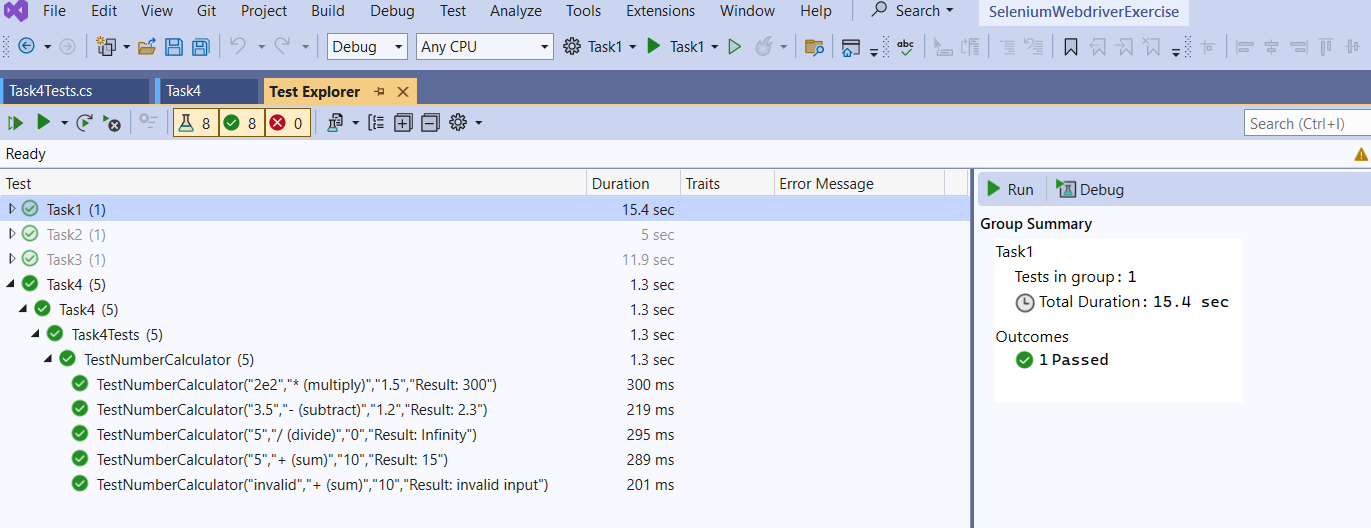 File Edit View Git Project Build Debug Test Analyze Tools Extensions Window Help Search SeleniumWebdriverExercise
Debug Any CPU Task1 Task1 abc
Task4Tests.cs Task4 Test Explorer
8 8 0 Search (Ctrl+I)
Ready
Test Duration Traits Error Message
Task1 (1) 15.4 sec
Task2 (1) 5 sec
Task3 (1) 11.9 sec
Task4 (5) 1.3 sec
Task4 (5) 1.3 sec
Task4Tests (5) 1.3 sec
TestNumberCalculator (5) 1.3 sec
TestNumberCalculator("2e2","* (multiply)","1.5","Result: 300") 300 ms
TestNumberCalculator("3.5","- (subtract)","1.2","Result: 2.3") 219 ms
TestNumberCalculator("5","/ (divide)","0","Result: Infinity") 295 ms
TestNumberCalculator("5","+ (sum)","10","Result: 15") 289 ms
TestNumberCalculator("invalid","+ (sum)","10","Result: invalid input") 201 ms
Run Debug
Group Summary
Task1
Tests in group: 1
Total Duration: 15.4 sec
Outcomes
1 Passed